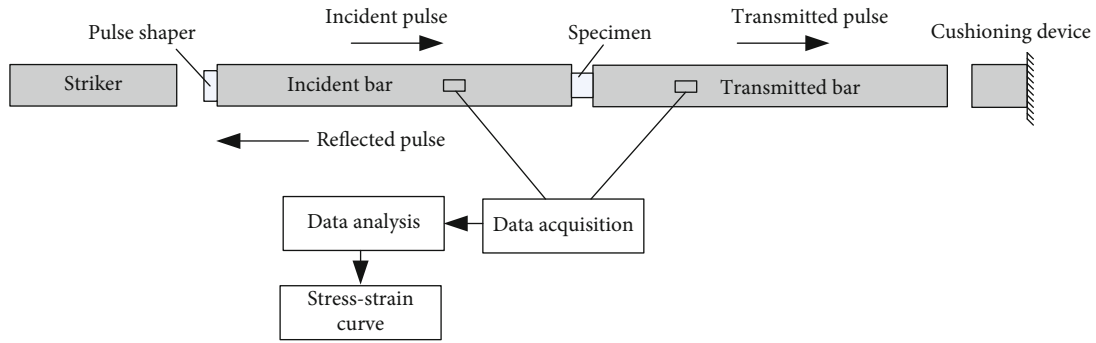 Incident pulse
Transmitted pulse
Pulse shaper
Specimen
Cushioning device
Striker
Incident bar
Transmitted bar
Reflected pulse
Data analysis
Data acquisition
Stress-strain
curve